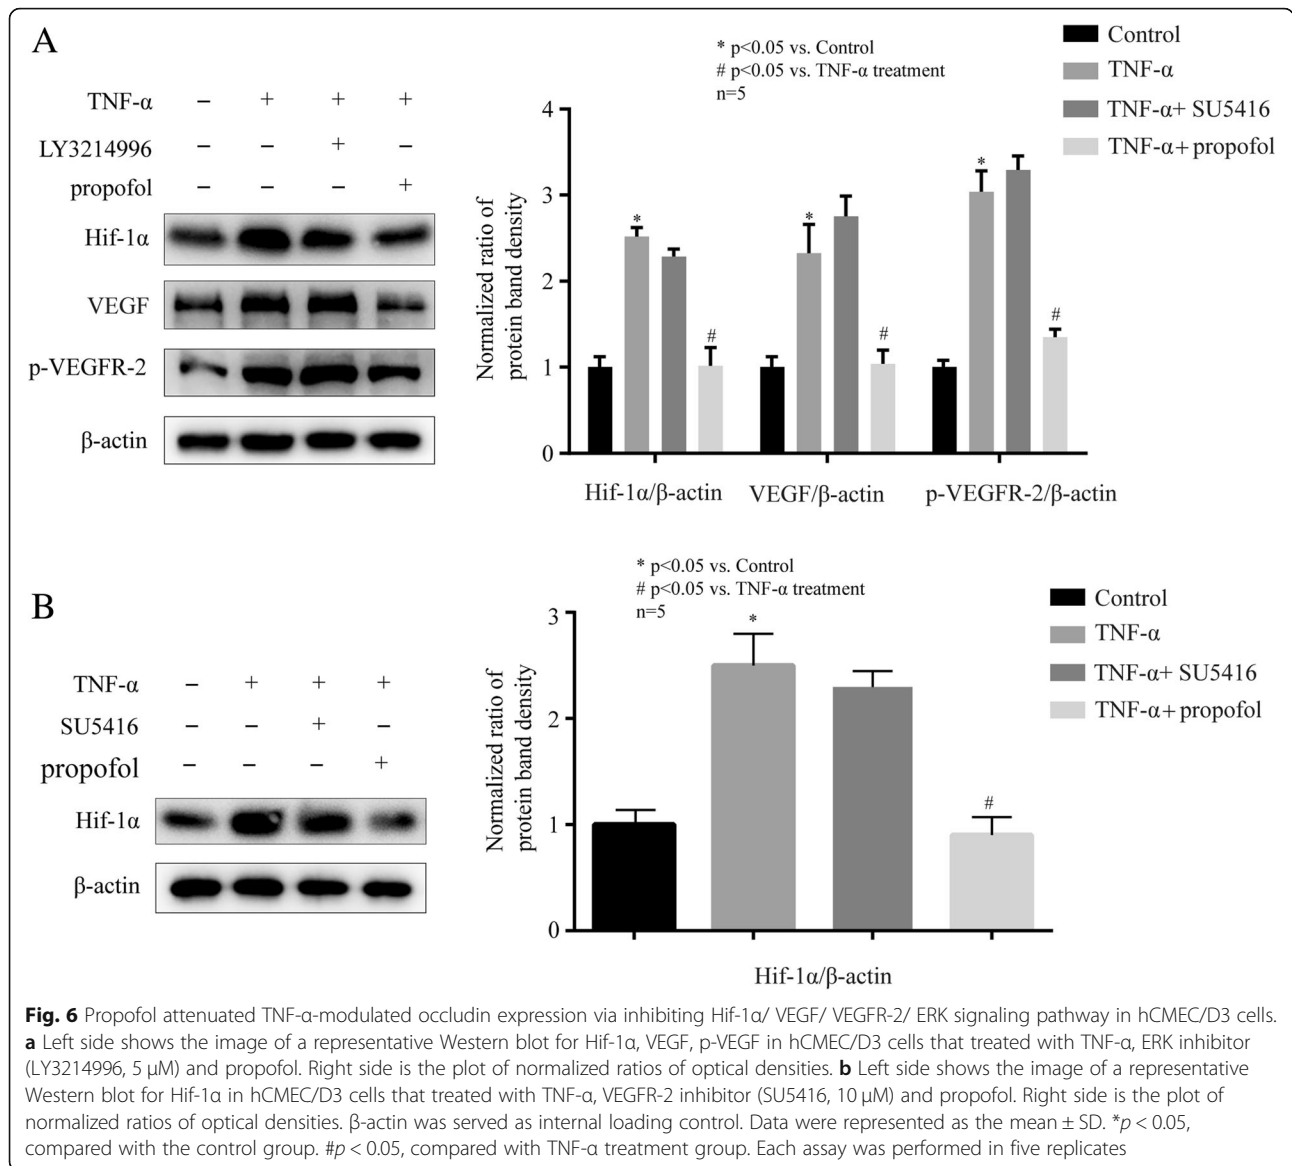 A
TNF-α − + + +
LY3214996 − − + −
propofol − − − +
Hif-1α
VEGF
p-VEGFR-2
β-actin
* p<0.05 vs. Control
# p<0.05 vs. TNF-α treatment
n=5
Control
TNF-α
TNF-α+ SU5416
TNF-α+propofol
Normalized ratio of
protein band density
4
3
2
1
0
* # * # * #
Hif-1α/β-actin VEGF/β-actin p-VEGFR-2/β-actin
B
TNF-α − + + +
SU5416 − − + −
propofol − − − +
Hif-1α
β-actin
* p<0.05 vs. Control
# p<0.05 vs. TNF-α treatment
n=5
Control
TNF-α
TNF-α+ SU5416
TNF-α+propofol
Normalized ratio of
protein band density
3
2
1
0
* #
Hif-1α/β-actin
Fig. 6 Propofol attenuated TNF-α-modulated occludin expression via inhibiting Hif-1α/ VEGF/ VEGFR-2/ ERK signaling pathway in hCMEC/D3 cells.
a Left side shows the image of a representative Western blot for Hif-1α, VEGF, p-VEGF in hCMEC/D3 cells that treated with TNF-α, ERK inhibitor
(LY3214996, 5 μM) and propofol. Right side is the plot of normalized ratios of optical densities. b Left side shows the image of a representative
Western blot for Hif-1α in hCMEC/D3 cells that treated with TNF-α, VEGFR-2 inhibitor (SU5416, 10 μM) and propofol. Right side is the plot of
normalized ratios of optical densities. β-actin was served as internal loading control. Data were represented as the mean ± SD. *p < 0.05,
compared with the control group. #p < 0.05, compared with TNF-α treatment group. Each assay was performed in five replicates